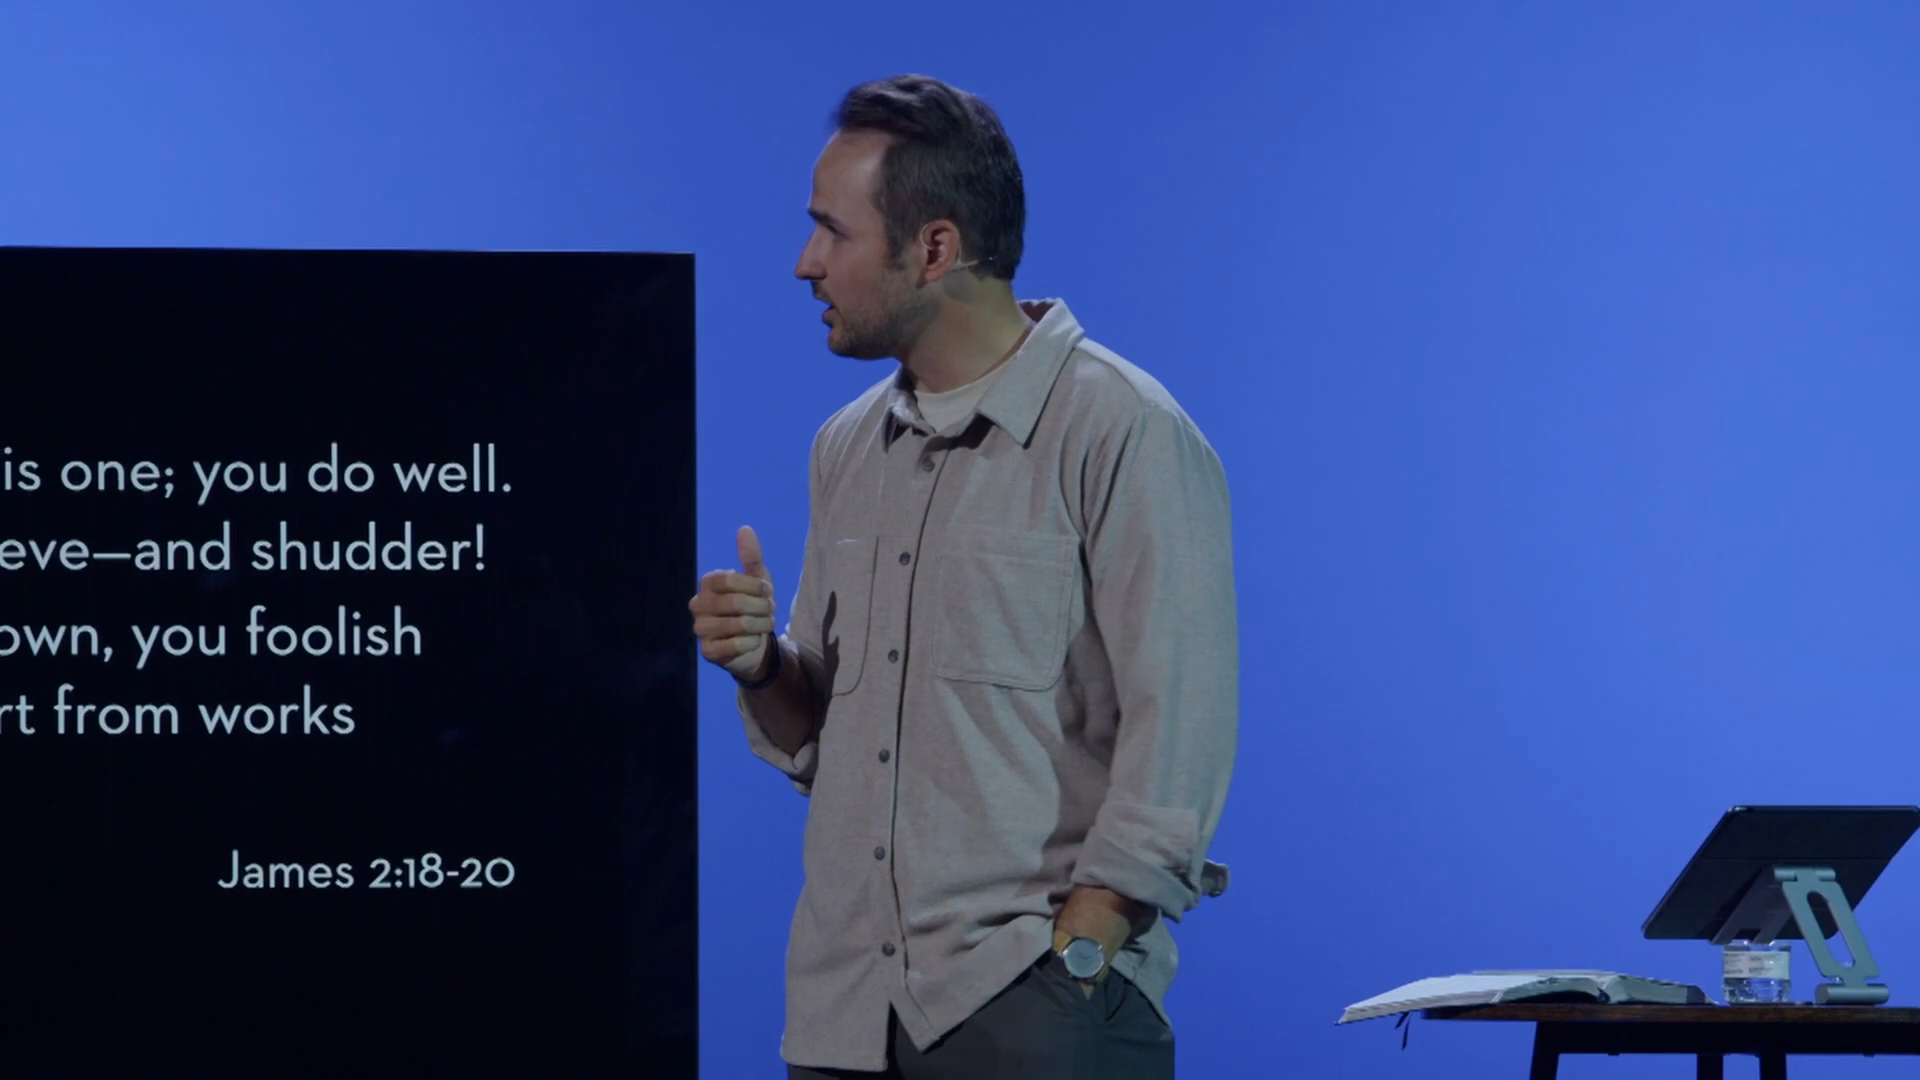 is one; you do well.
eve—and shudder!
own, you foolish
rt from works
James 2:18-20